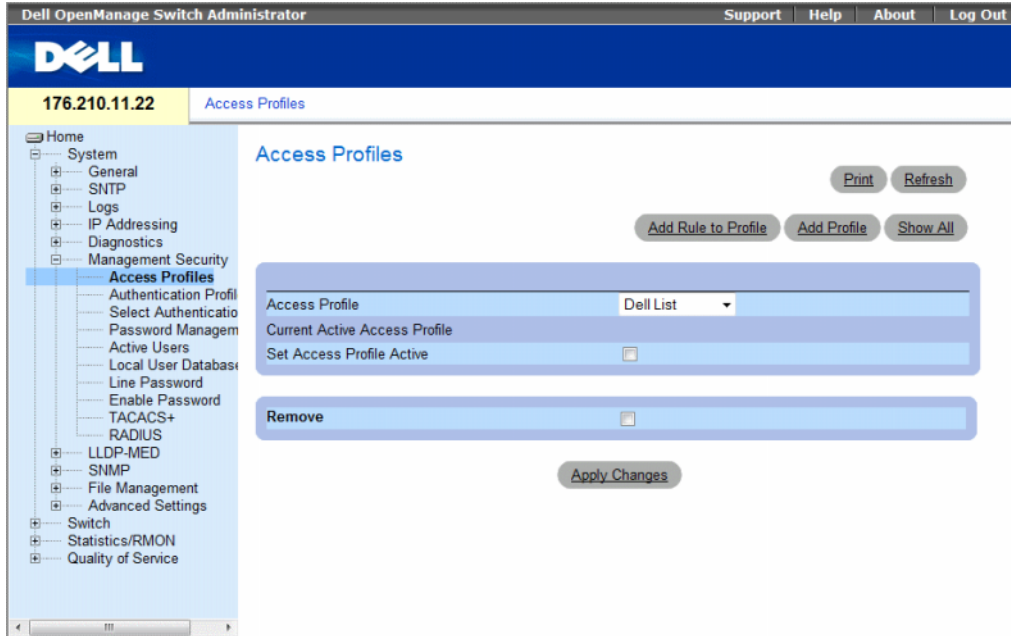 Dell OpenManage Switch Administrator
Support Help About Log Out
DELL
176.210.11.22
Access Profiles
Home
System
General
SNTP
Logs
IP Addressing
Diagnostics
Management Security
Access Profiles
Authentication Profil
Select Authenticatio
Password Managem
Active Users
Local User Database
Line Password
Enable Password
TACACS+
RADIUS
LLDP-MED
SNMP
File Management
Advanced Settings
Switch
Statistics/RMON
Quality of Service
Access Profiles
Print Refresh
Add Rule to Profile Add Profile Show All
Access Profile Dell List
Current Active Access Profile
Set Access Profile Active
Remove
Apply Changes